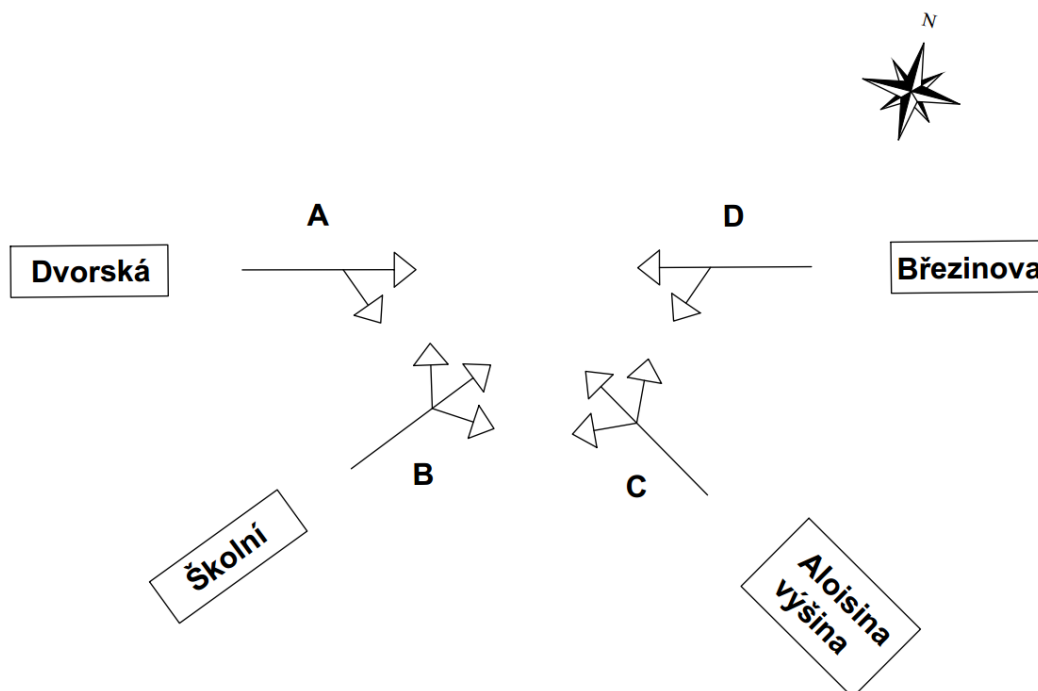 N
A
D
Dvorská
Březinova
B
C
Školní
Aloisina
výšina